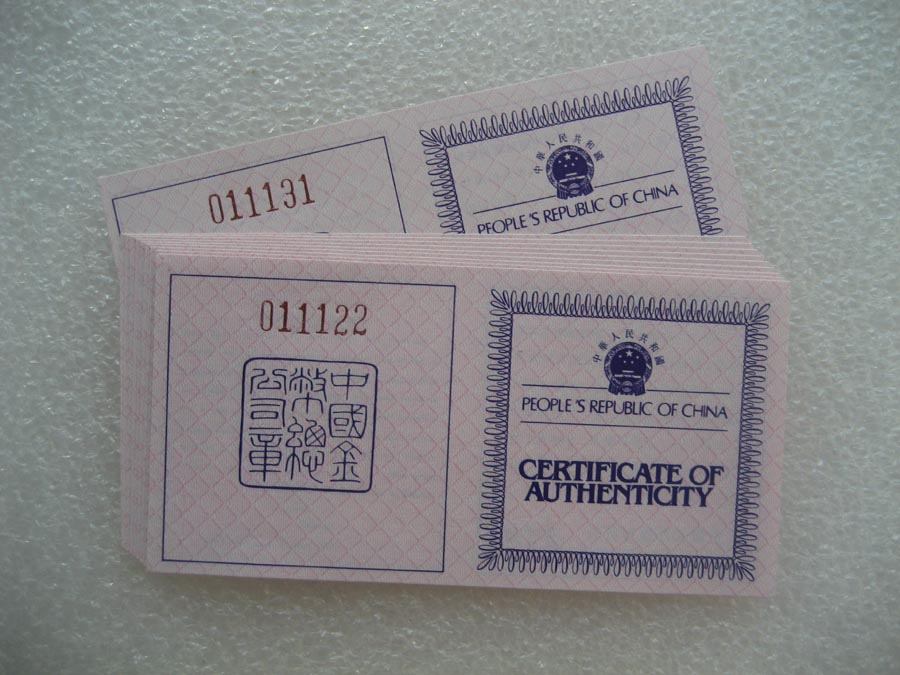 011131
中華人民共和國
PEOPLE'S REPUBLIC OF CHINA
011122
中國金
幣總
公司章
中華人民共和國
PEOPLE'S REPUBLIC OF CHINA
CERTIFICATE OF
AUTHENTICITY